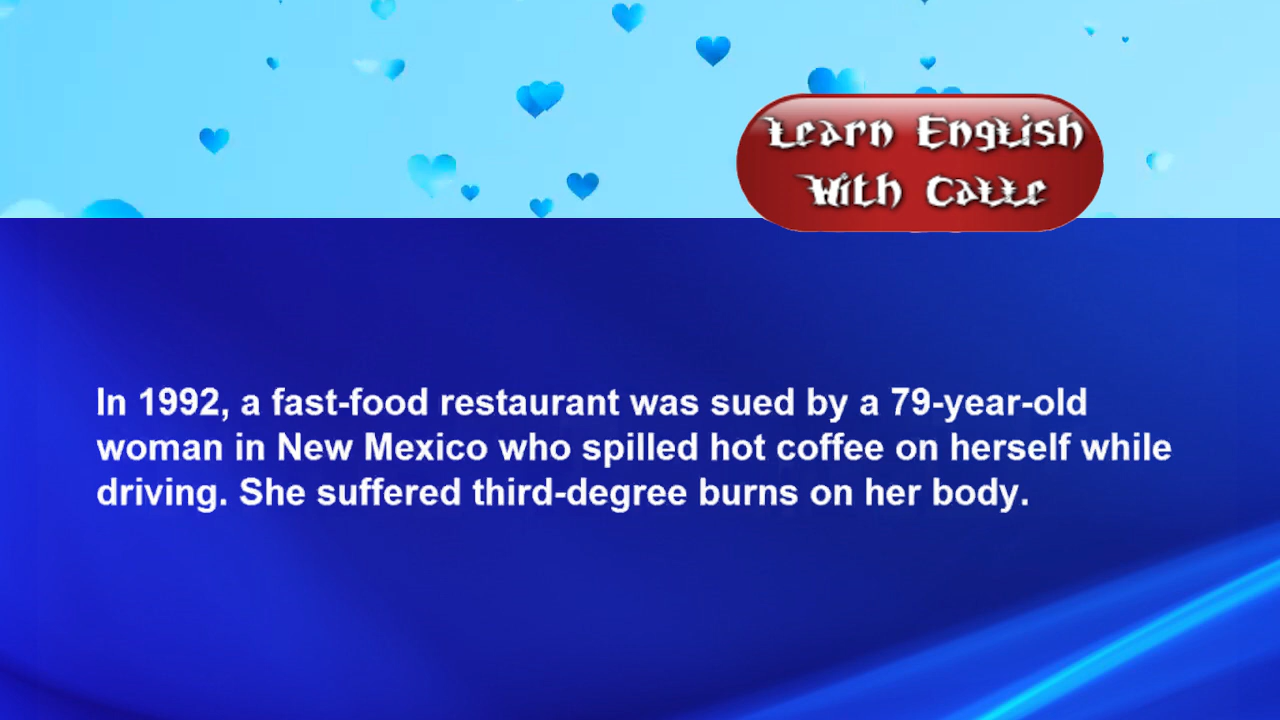 Learn English
With Catte
In 1992, a fast-food restaurant was sued by a 79-year-old
woman in New Mexico who spilled hot coffee on herself while
driving. She suffered third-degree burns on her body.